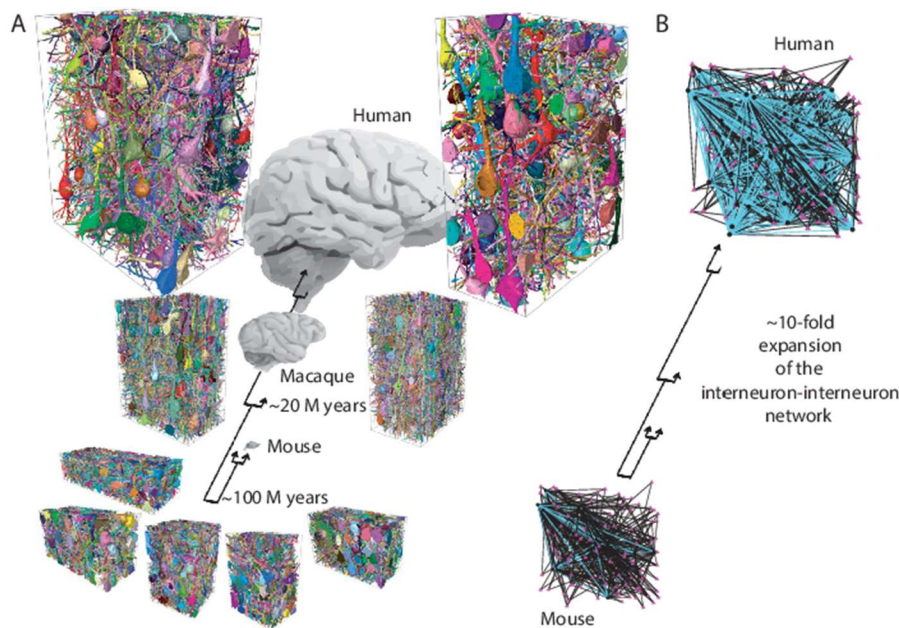 A
B
Human
Human
Macaque
~20 M years
Mouse
~100 M years
~10-fold
expansion
of the
interneuron-interneuron
network
Mouse